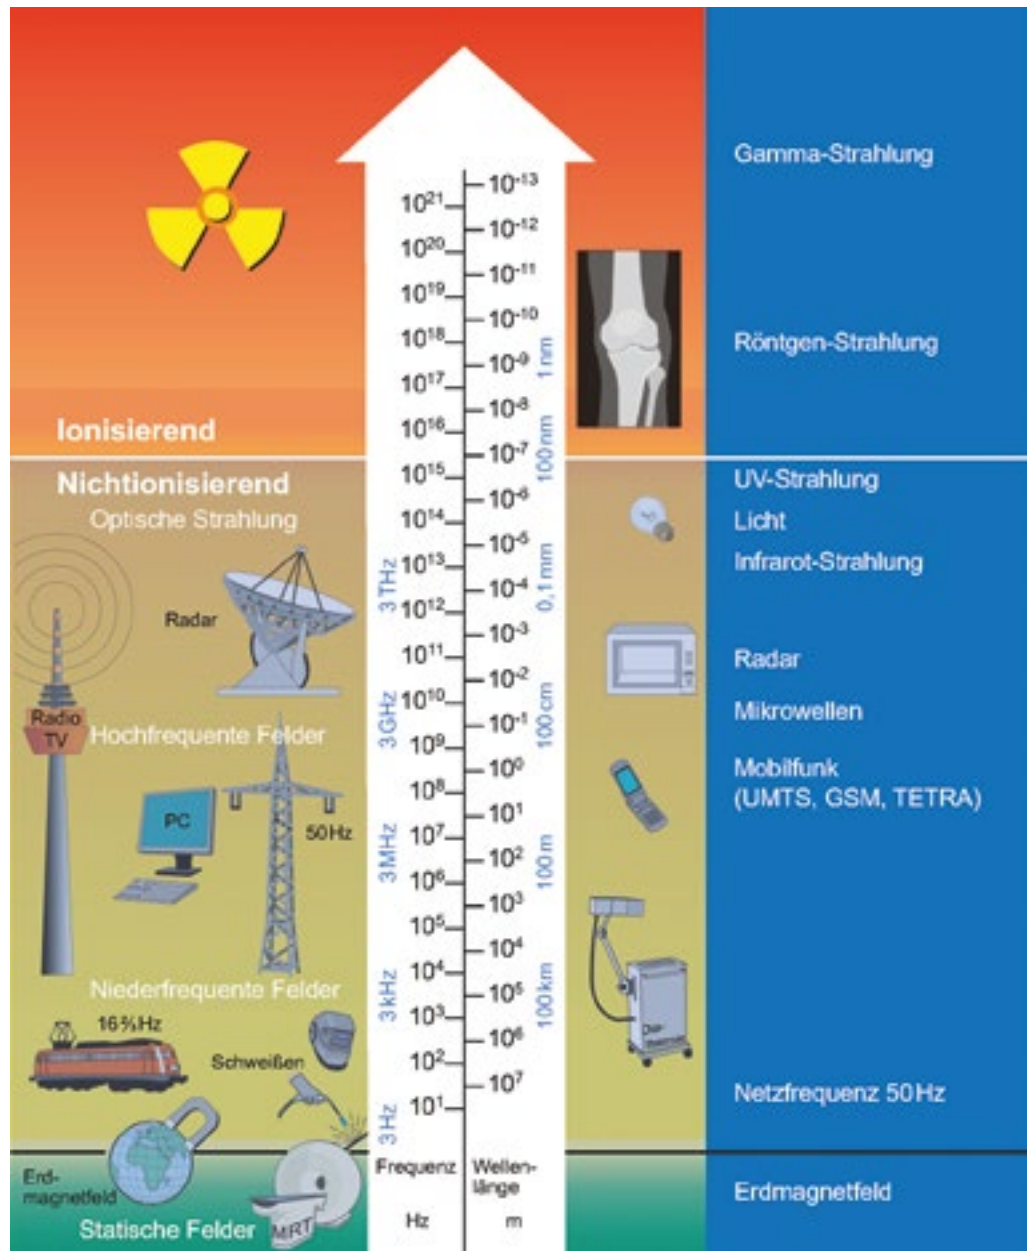 Ionisierend
Nichtionisierend
Optische Strahlung
Radar
Radio
TV
Hochfrequente Felder
PC
50 Hz
Niederfrequente Felder
16⅔ Hz
Schweißen
Erd-
magnetfeld
MRT
Statische Felder
10²¹
10²⁰
10¹⁹
10¹⁸
10¹⁷
10¹⁶
10¹⁵
10¹⁴
10¹³
3 THz
10¹²
10¹¹
10¹⁰
3 GHz
10⁹
10⁸
10⁷
3 MHz
10⁶
10⁵
10⁴
3 kHz
10³
10²
10¹
3 Hz
Frequenz
Hz
10⁻¹³
10⁻¹²
10⁻¹¹
10⁻¹⁰
10⁻⁹
1 nm
10⁻⁸
10⁻⁷
100 nm
10⁻⁶
10⁻⁵
10⁻⁴
0,1 mm
10⁻³
10⁻²
10⁻¹
100 cm
10⁰
10¹
10²
100 m
10³
10⁴
10⁵
100 km
10⁶
10⁷
Wellen-
länge
m
Gamma-Strahlung
Röntgen-Strahlung
UV-Strahlung
Licht
Infrarot-Strahlung
Radar
Mikrowellen
Mobilfunk
(UMTS, GSM, TETRA)
Netzfrequenz 50 Hz
Erdmagnetfeld